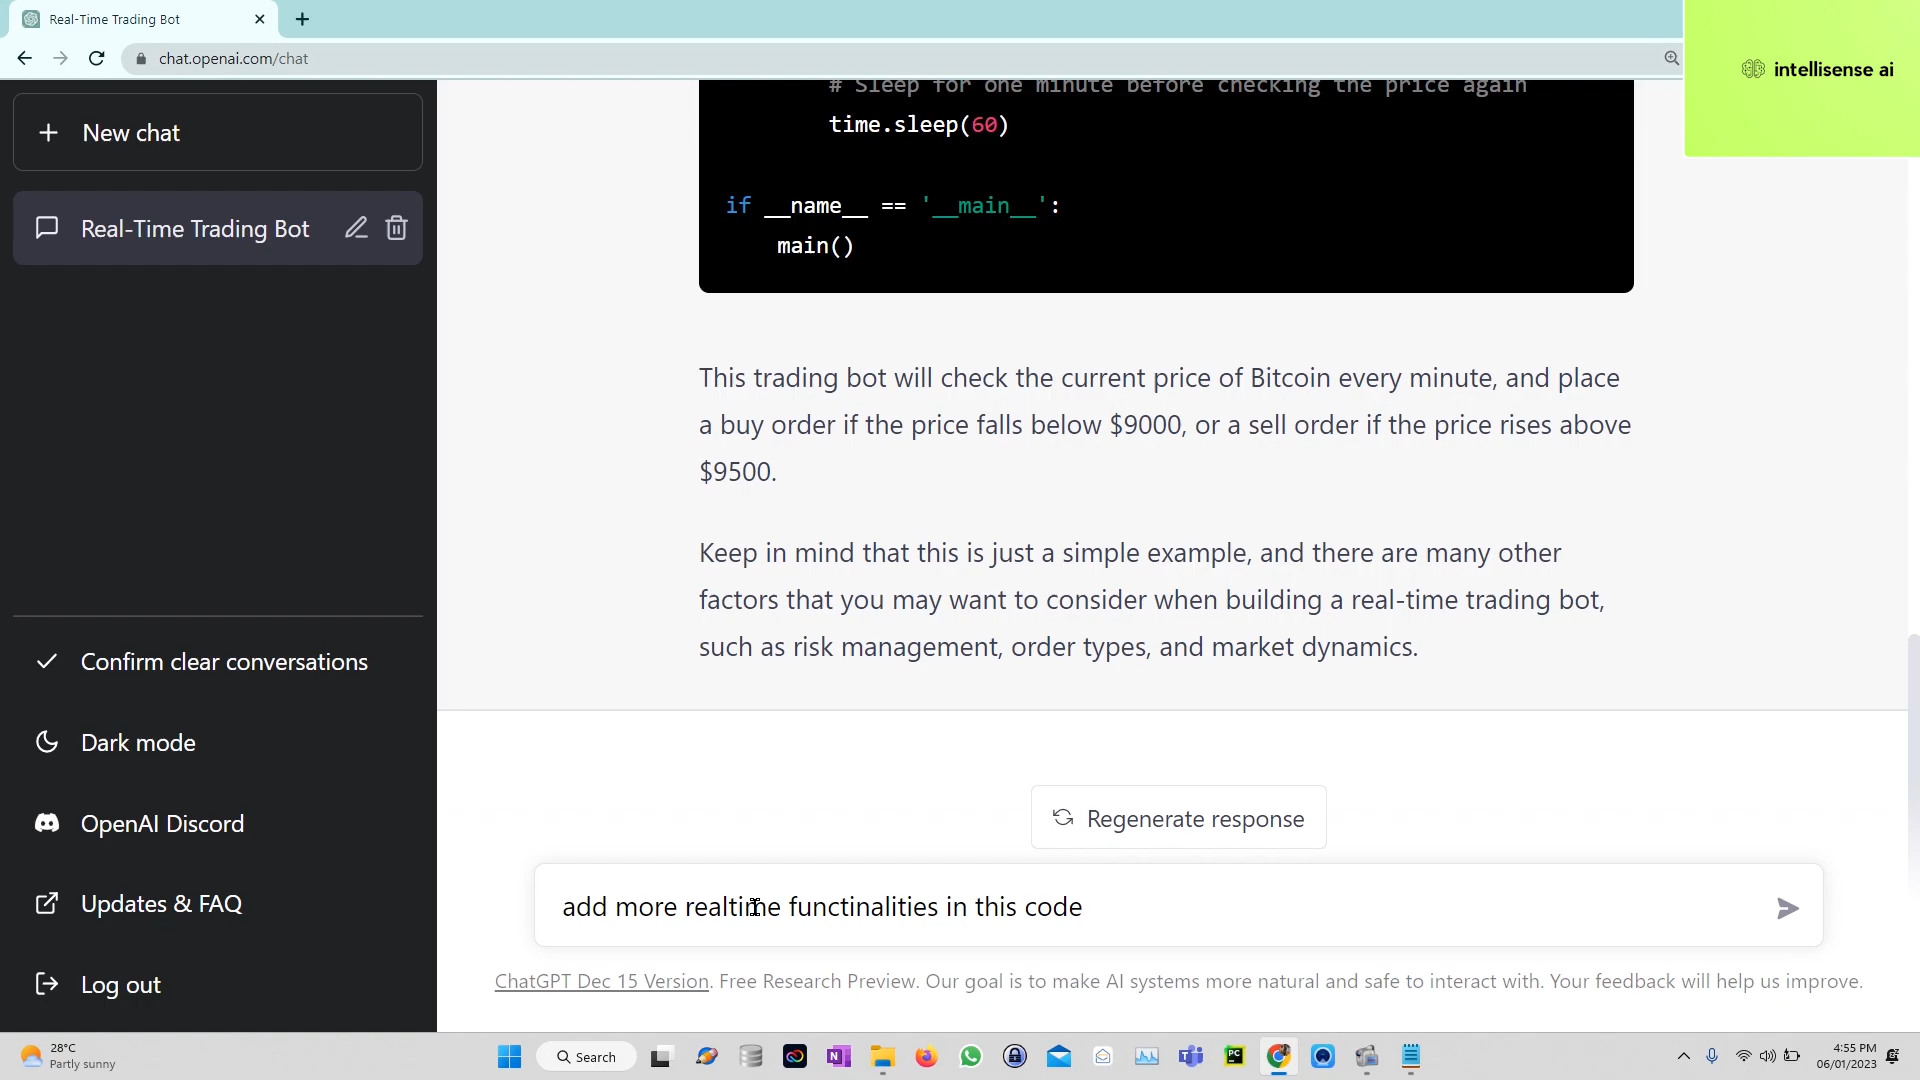 Real-Time Trading Bot
chat.openai.com/chat
intellisense ai
New chat
Real-Time Trading Bot
Confirm clear conversations
Dark mode
OpenAI Discord
Updates & FAQ
Log out
# Sleep for one minute before checking the price again
time.sleep(60)
if __name__ == '__main__':
main()
This trading bot will check the current price of Bitcoin every minute, and place
a buy order if the price falls below $9000, or a sell order if the price rises above
$9500.
Keep in mind that this is just a simple example, and there are many other
factors that you may want to consider when building a real-time trading bot,
such as risk management, order types, and market dynamics.
Regenerate response
add more realtime functinalities in this code
ChatGPT Dec 15 Version. Free Research Preview. Our goal is to make AI systems more natural and safe to interact with. Your feedback will help us improve.
28°C
Partly sunny
Search
PC
4:55 PM
06/01/2023